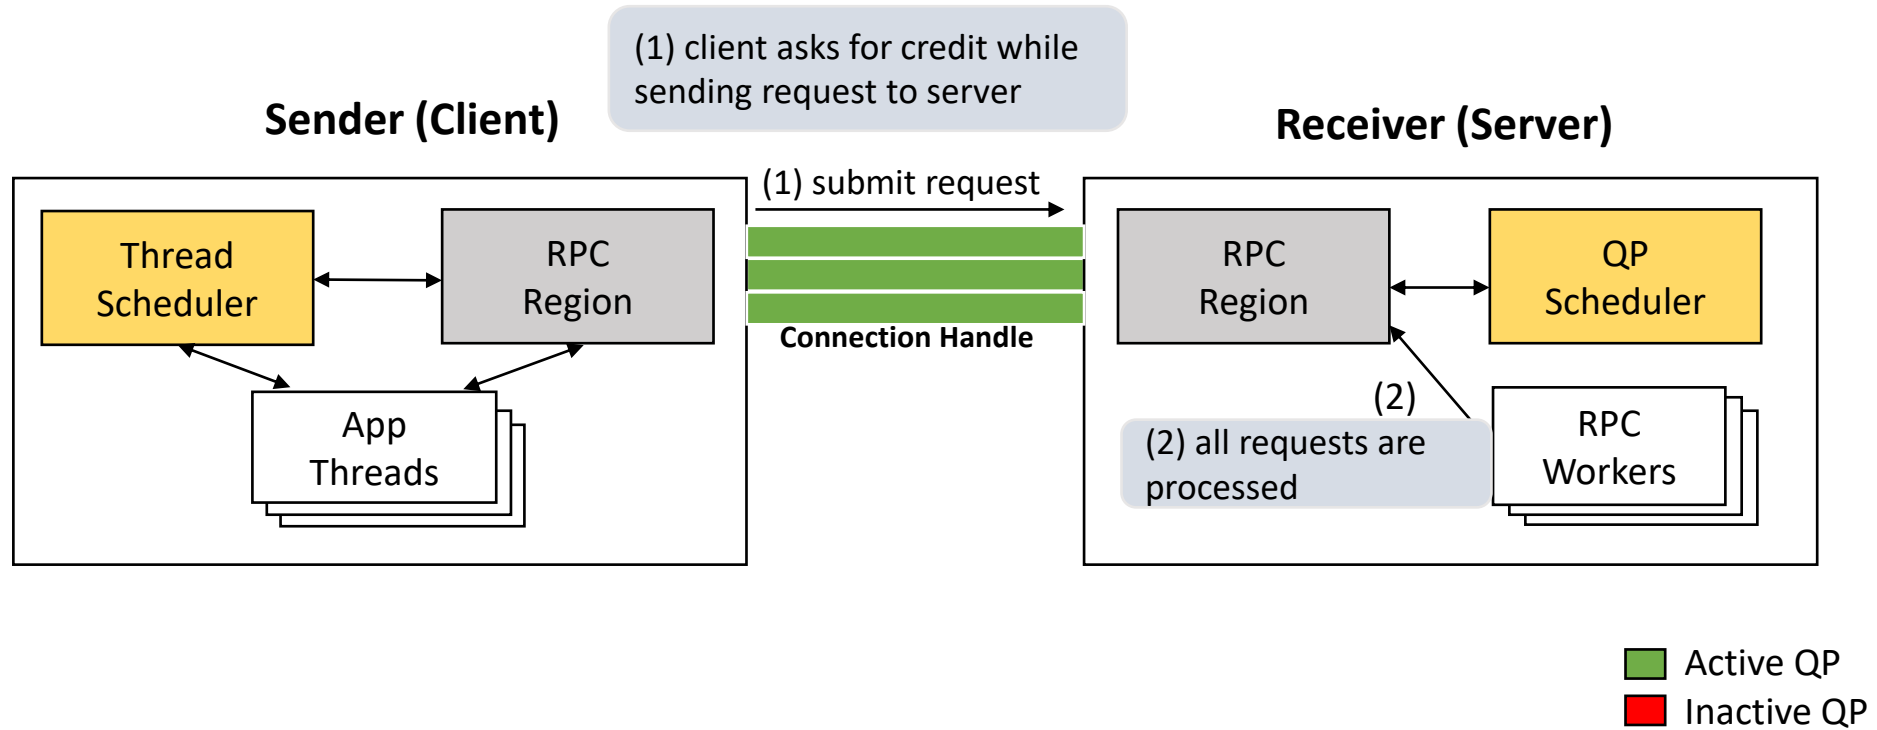 (1) client asks for credit while
sending request to server
Sender (Client)
Receiver (Server)
(1) submit request
Thread
Scheduler
RPC
Region
Connection Handle
RPC
Region
QP
Scheduler
App
Threads
(2)
(2) all requests are
processed
RPC
Workers
Active QP
Inactive QP